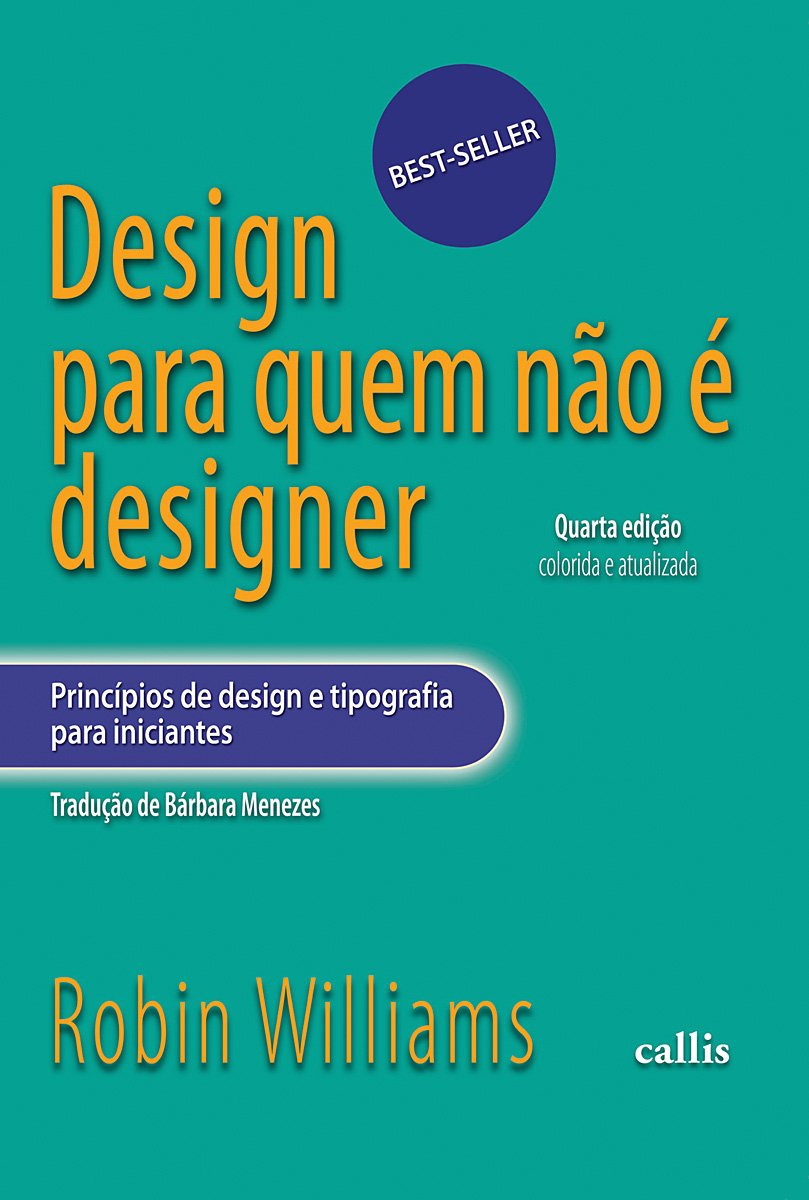 BEST-SELLER
Design
para quem não é
designer
Quarta edição
colorida e atualizada
Princípios de design e tipografia
para iniciantes
Tradução de Bárbara Menezes
Robin Williams
callis